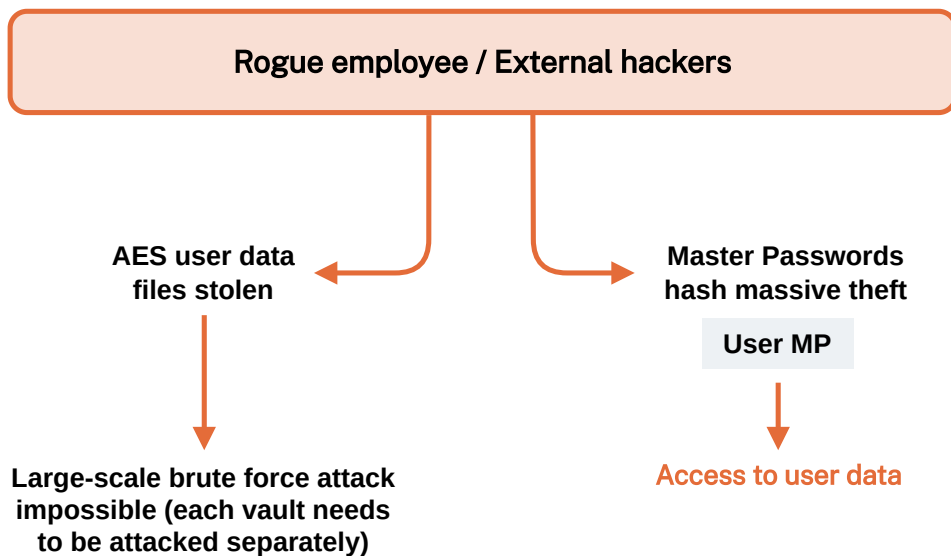 Rogue employee / External hackers
AES user data
files stolen
Master Passwords
hash massive theft
User MP
Large-scale brute force attack
impossible (each vault needs
to be attacked separately)
Access to user data